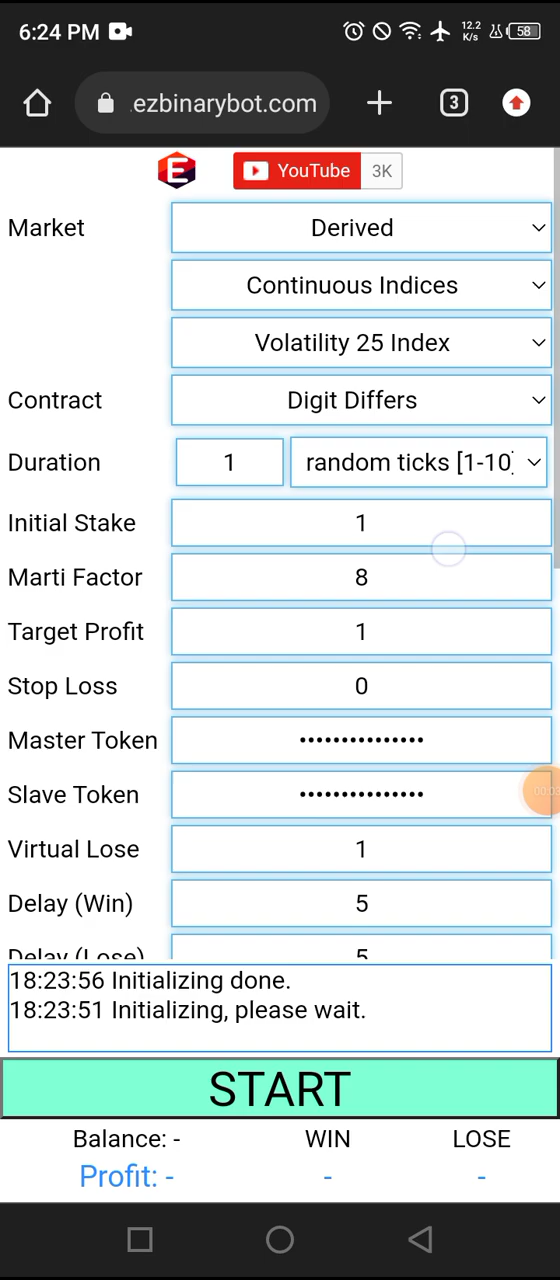 6:24 PM 12.2 K/s 58
.ezbinarybot.com 3
E YouTube 3K
Market Derived
Continuous Indices
Volatility 25 Index
Contract Digit Differs
Duration 1 random ticks [1-10]
Initial Stake 1
Marti Factor 8
Target Profit 1
Stop Loss 0
Master Token •••••••••••••••
Slave Token •••••••••••••••
Virtual Lose 1
Delay (Win) 5
Delay (Lose) 5
18:23:56 Initializing done.
18:23:51 Initializing, please wait.
START
Balance: - WIN LOSE
Profit: - - -